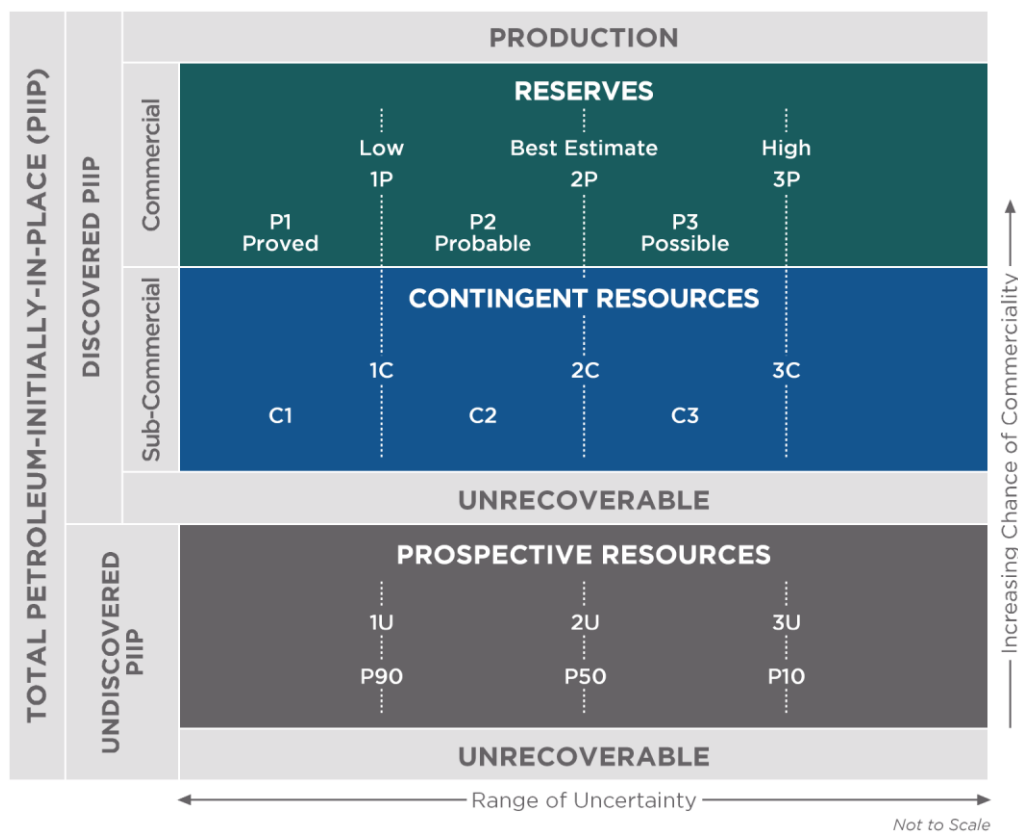 TOTAL PETROLEUM-INITIALLY-IN-PLACE (PIIP)
DISCOVERED PIIP
UNDISCOVERED
PIIP
Commercial
Sub-Commercial
PRODUCTION
RESERVES
Low Best Estimate High
1P 2P 3P
P1 P2 P3
Proved Probable Possible
CONTINGENT RESOURCES
1C 2C 3C
C1 C2 C3
UNRECOVERABLE
PROSPECTIVE RESOURCES
1U 2U 3U
P90 P50 P10
UNRECOVERABLE
Increasing Chance of Commerciality
Range of Uncertainty
Not to Scale